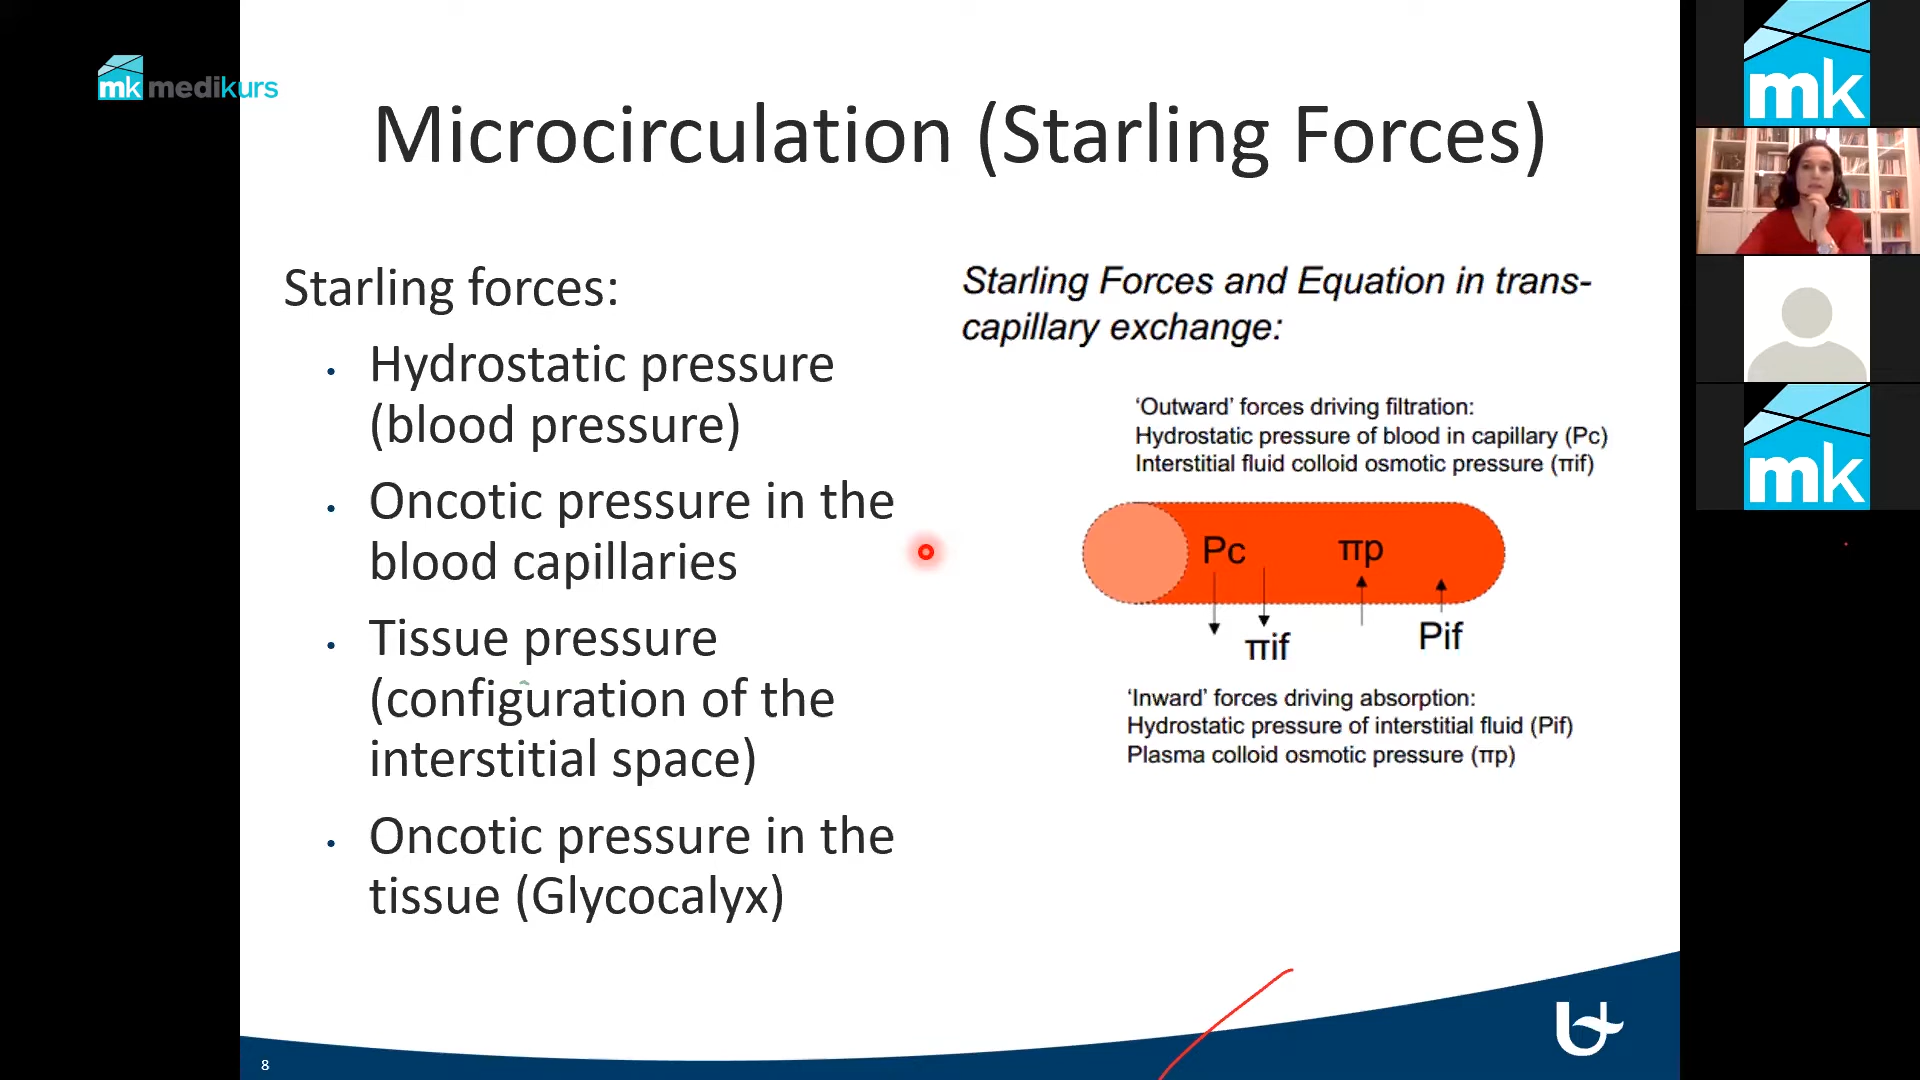 mk medikurs
Microcirculation (Starling Forces)
Starling forces:
• Hydrostatic pressure
(blood pressure)
• Oncotic pressure in the
blood capillaries
• Tissue pressure
(configuration of the
interstitial space)
• Oncotic pressure in the
tissue (Glycocalyx)
Starling Forces and Equation in trans-
capillary exchange:
‘Outward’ forces driving filtration:
Hydrostatic pressure of blood in capillary (Pc)
Interstitial fluid colloid osmotic pressure (πif)
Pc
πp
πif
Pif
‘Inward’ forces driving absorption:
Hydrostatic pressure of interstitial fluid (Pif)
Plasma colloid osmotic pressure (πp)
8
mk
mk